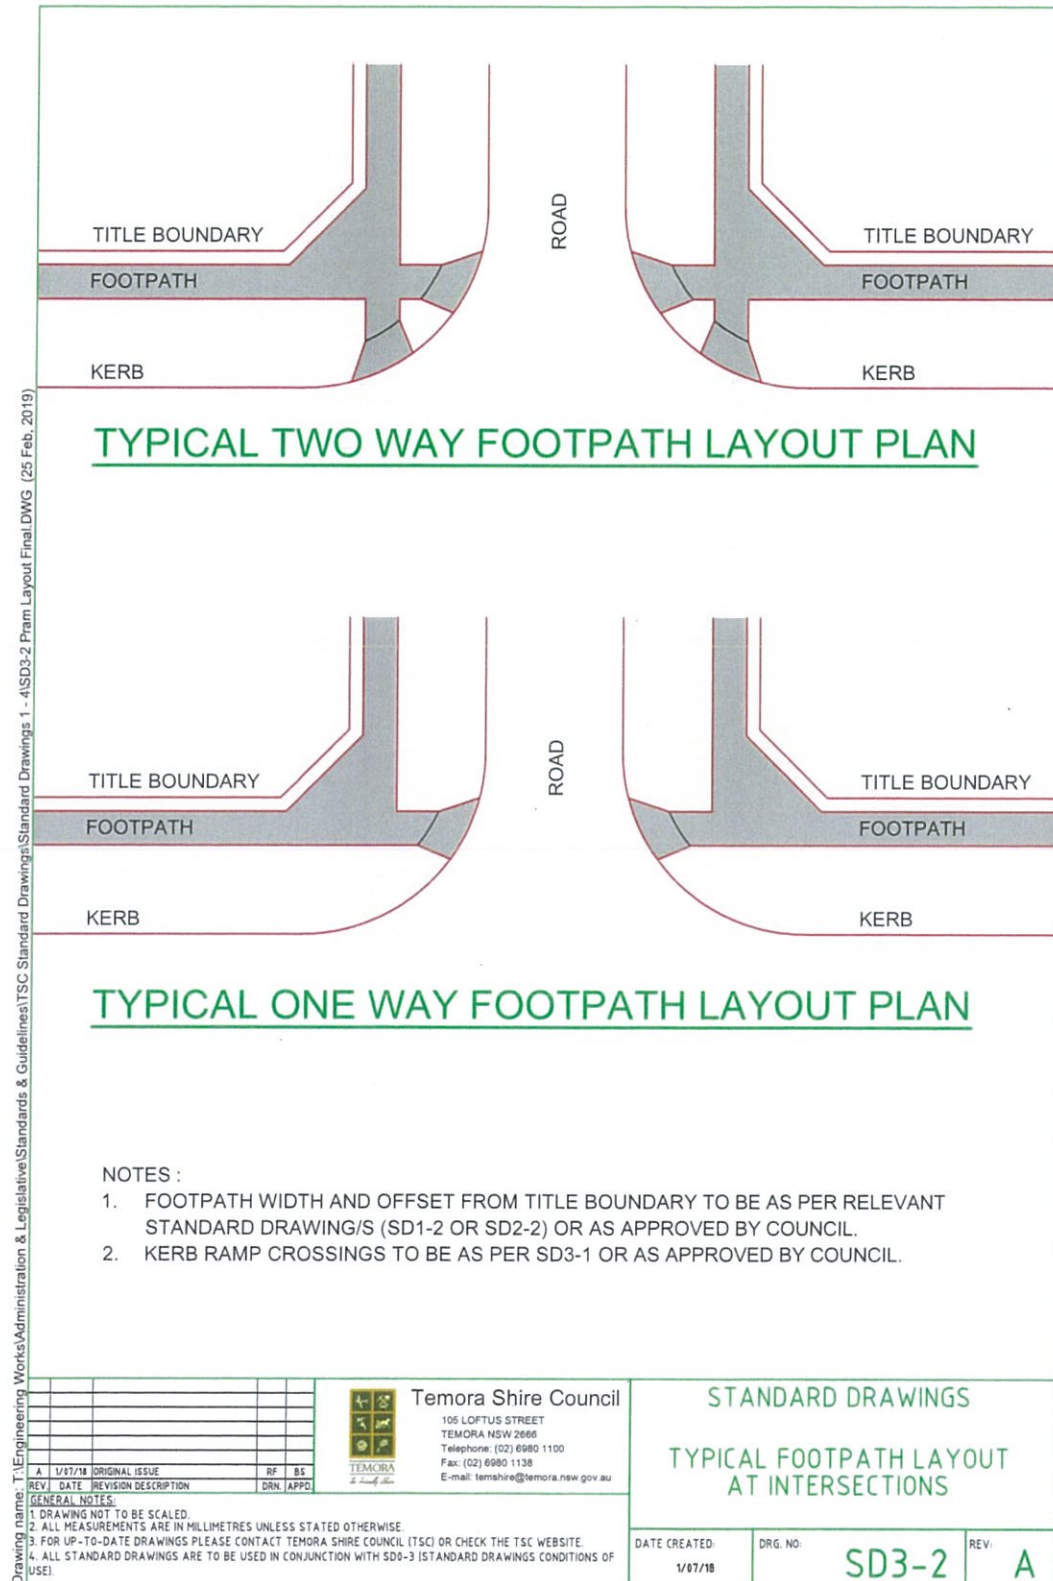 TITLE BOUNDARY
FOOTPATH
KERB
ROAD
TITLE BOUNDARY
FOOTPATH
KERB
TYPICAL TWO WAY FOOTPATH LAYOUT PLAN
TITLE BOUNDARY
FOOTPATH
KERB
ROAD
TITLE BOUNDARY
FOOTPATH
KERB
TYPICAL ONE WAY FOOTPATH LAYOUT PLAN
NOTES :
1. FOOTPATH WIDTH AND OFFSET FROM TITLE BOUNDARY TO BE AS PER RELEVANT
STANDARD DRAWING/S (SD1-2 OR SD2-2) OR AS APPROVED BY COUNCIL.
2. KERB RAMP CROSSINGS TO BE AS PER SD3-1 OR AS APPROVED BY COUNCIL.
Drawing name: T:\Engineering Works\Administration & Legislative\Standards & Guidelines\TSC Standard Drawings\Standard Drawings 1 - 4\SD3-2 Pram Layout Final.DWG (25 Feb, 2019)
A 1/07/18 ORIGINAL ISSUE RF BS
REV. DATE REVISION DESCRIPTION DRN. APPD.
GENERAL NOTES:
1. DRAWING NOT TO BE SCALED.
2. ALL MEASUREMENTS ARE IN MILLIMETRES UNLESS STATED OTHERWISE.
3. FOR UP-TO-DATE DRAWINGS PLEASE CONTACT TEMORA SHIRE COUNCIL (TSC) OR CHECK THE TSC WEBSITE.
4. ALL STANDARD DRAWINGS ARE TO BE USED IN CONJUNCTION WITH SD0-3 (STANDARD DRAWINGS CONDITIONS OF
USE).
TEMORA
Temora Shire Council
105 LOFTUS STREET
TEMORA NSW 2666
Telephone: (02) 6980 1100
Fax: (02) 6980 1138
E-mail: temshire@temora.nsw.gov.au
STANDARD DRAWINGS
TYPICAL FOOTPATH LAYOUT
AT INTERSECTIONS
DATE CREATED:
1/07/18
DRG. NO:
SD3-2
REV:
A